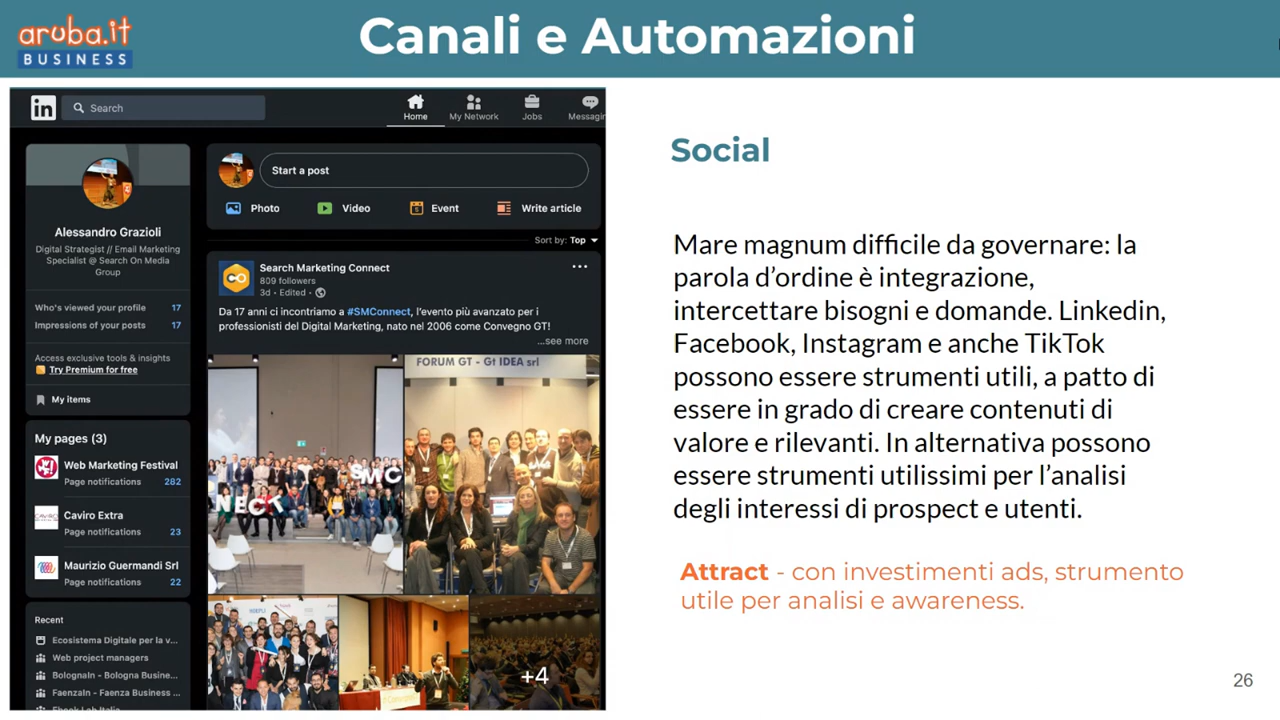 aruba.it
BUSINESS
Canali e Automazioni
in
Search
Home
My Network
Jobs
Messagin
Alessandro Grazioli
Digital Strategist // Email Marketing
Specialist @ Search On Media
Group
Who's viewed your profile 17
Impressions of your posts 17
Access exclusive tools & insights
Try Premium for free
My items
My pages (3)
Web Marketing Festival
Page notifications 282
Caviro Extra
Page notifications 23
Maurizio Guermandi Srl
Page notifications 22
Recent
Ecosistema Digitale per la v...
Web project managers
BolognaIn - Bologna Busine...
FaenzaIn - Faenza Business ...
Ebook Lab Italia
Start a post
Photo
Video
Event
Write article
Sort by: Top
Search Marketing Connect
809 followers
3d • Edited •
Da 17 anni ci incontriamo a #SMConnect, l'evento più avanzato per i
professionisti del Digital Marketing, nato nel 2006 come Convegno GT!
...see more
FORUM GT - Gt IDEA srl
SMC
NECT
+4
Social
Mare magnum difficile da governare: la
parola d'ordine è integrazione,
intercettare bisogni e domande. Linkedin,
Facebook, Instagram e anche TikTok
possono essere strumenti utili, a patto di
essere in grado di creare contenuti di
valore e rilevanti. In alternativa possono
essere strumenti utilissimi per l'analisi
degli interessi di prospect e utenti.
Attract - con investimenti ads, strumento
utile per analisi e awareness.
26